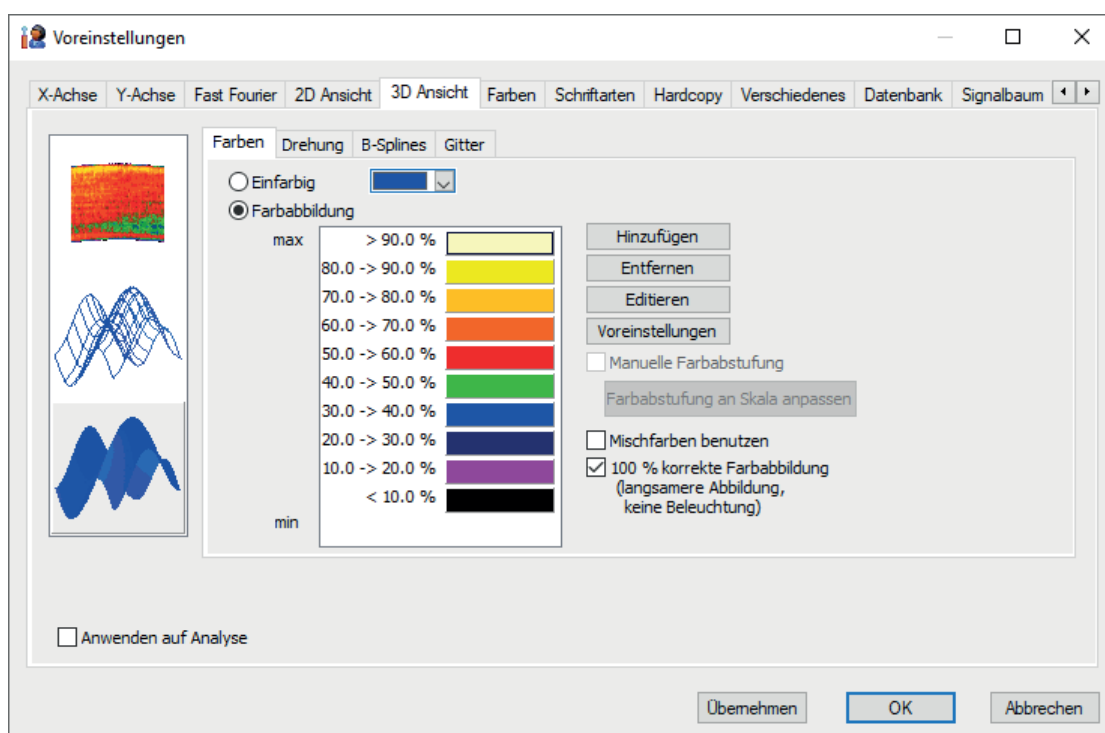 Voreinstellungen
X-Achse Y-Achse Fast Fourier 2D Ansicht 3D Ansicht Farben Schriftarten Hardcopy Verschiedenes Datenbank Signalbaum
Farben Drehung B-Splines Gitter
Einfarbig
Farbabbildung
max > 90.0 % Hinzufügen
80.0 -> 90.0 % Entfernen
70.0 -> 80.0 % Editieren
60.0 -> 70.0 % Voreinstellungen
50.0 -> 60.0 % Manuelle Farbabstufung
40.0 -> 50.0 % Farbabstufung an Skala anpassen
30.0 -> 40.0 %
20.0 -> 30.0 % Mischfarben benutzen
10.0 -> 20.0 % 100 % korrekte Farbabbildung
(langsamere Abbildung,
< 10.0 % keine Beleuchtung)
min
Anwenden auf Analyse
Übernehmen OK Abbrechen